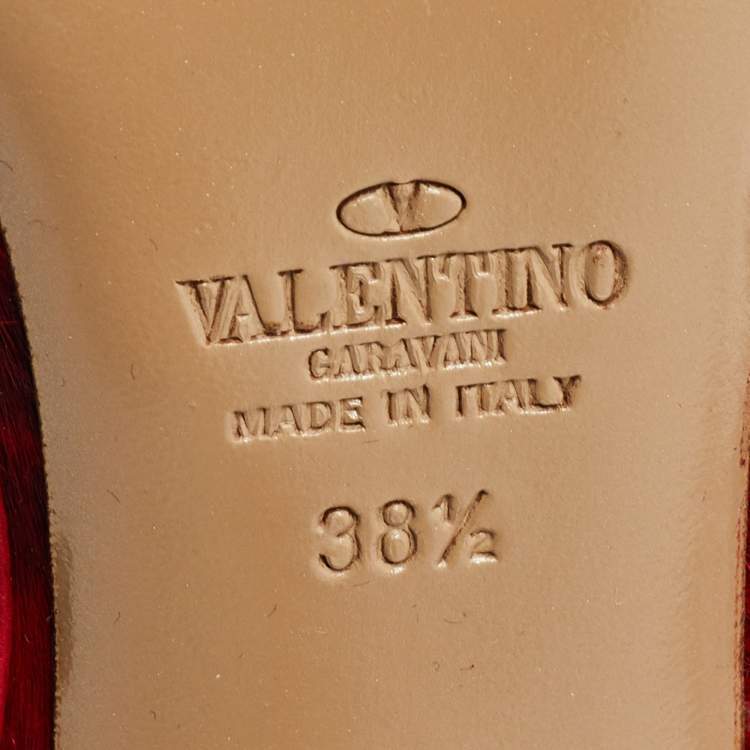 V
VALENTINO
GARAVANI
MADE IN ITALY
38½